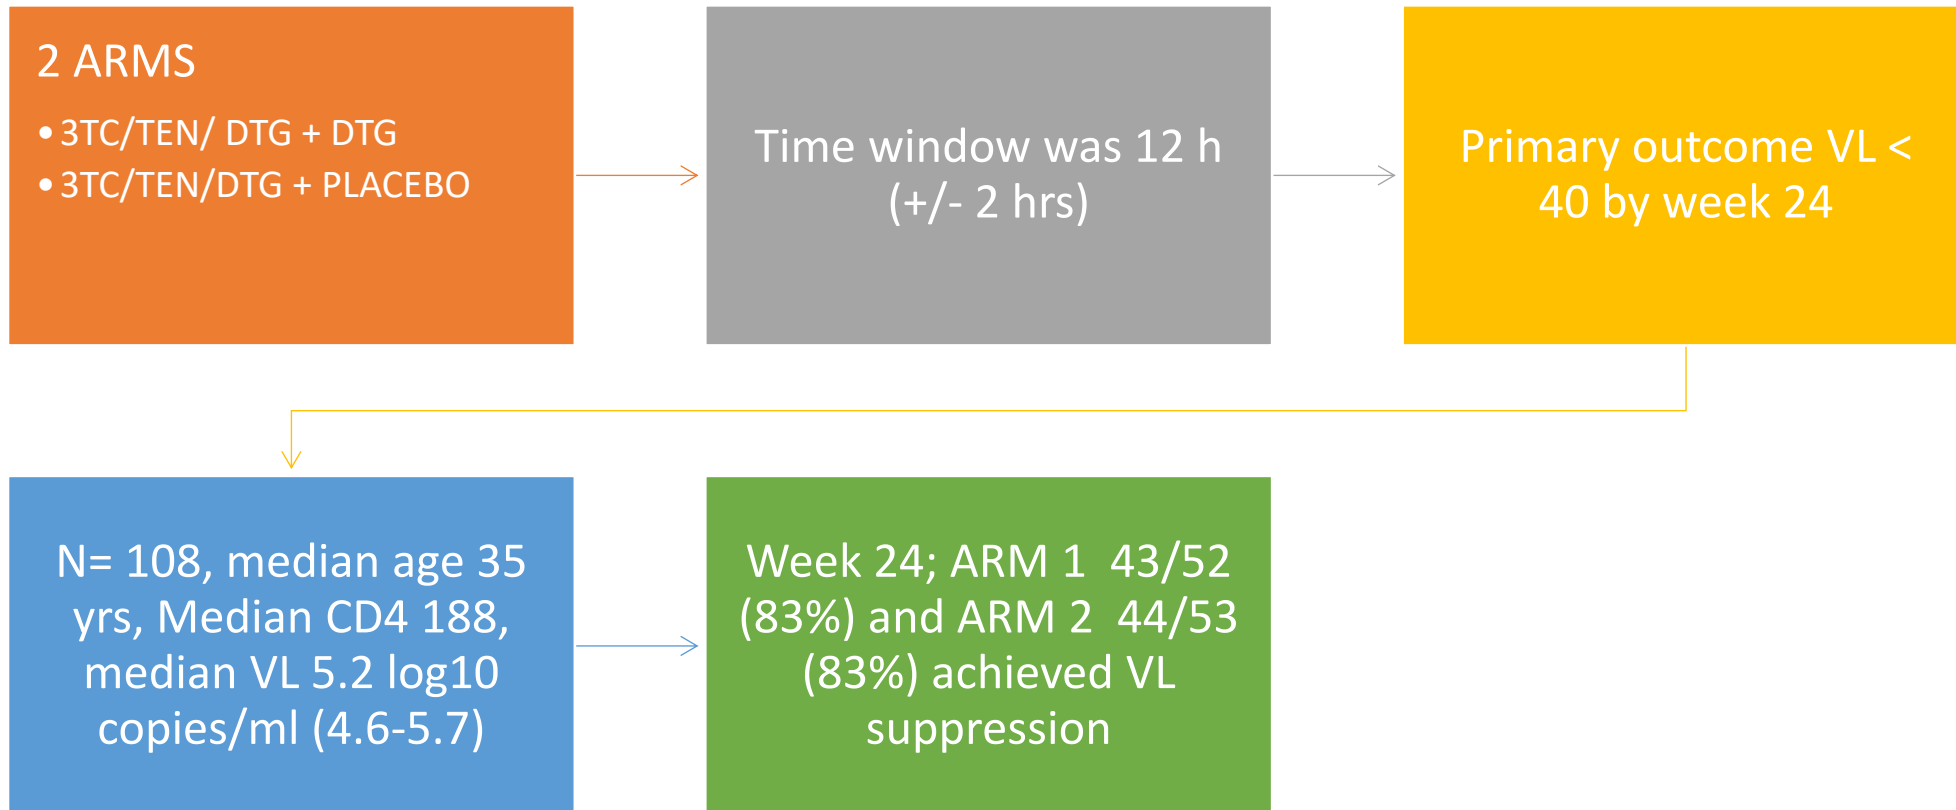 2 ARMS
• 3TC/TEN/ DTG + DTG
• 3TC/TEN/DTG + PLACEBO
Time window was 12 h
(+/- 2 hrs)
Primary outcome VL <
40 by week 24
N= 108, median age 35
yrs, Median CD4 188,
median VL 5.2 log10
copies/ml (4.6-5.7)
Week 24; ARM 1  43/52
(83%) and ARM 2  44/53
(83%) achieved VL
suppression